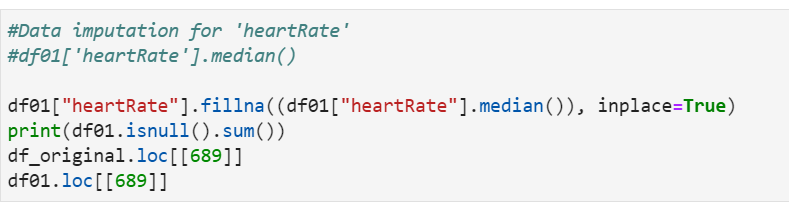 #Data imputation for 'heartRate'
#df01['heartRate'].median()
df01["heartRate"].fillna((df01["heartRate"].median()), inplace=True)
print(df01.isnull().sum())
df_original.loc[[689]]
df01.loc[[689]]